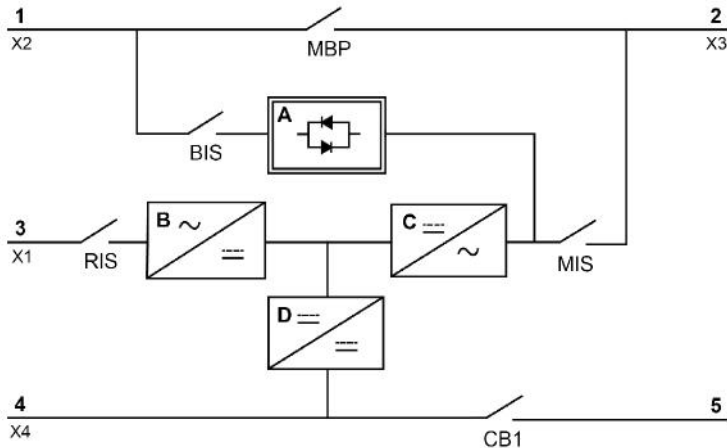 1 2
X2 MBP X3
A
BIS
3 B C
X1 RIS MIS
D
4 5
X4 CB1